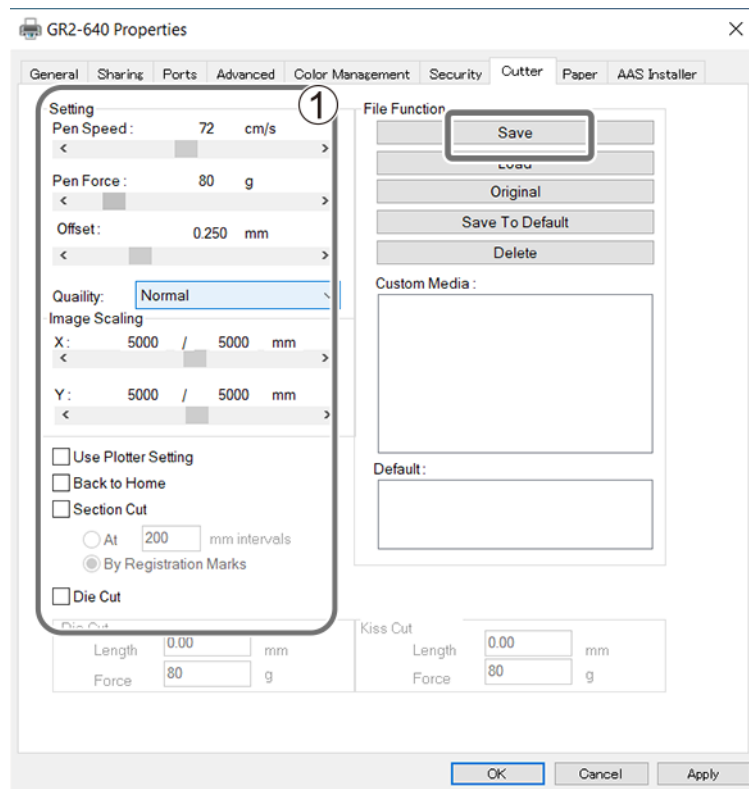 GR2-640 Properties
General Sharing Ports Advanced Color Management Security Cutter Paper AAS Installer
①
Setting
Pen Speed : 72 cm/s
Pen Force : 80 g
Offset : 0.250 mm
Quaility: Normal
Image Scaling
X : 5000 / 5000 mm
Y : 5000 / 5000 mm
Use Plotter Setting
Back to Home
Section Cut
At 200 mm intervals
By Registration Marks
Die Cut
File Function
Save
Load
Original
Save To Default
Delete
Custom Media :
Default :
Die Cut
Length 0.00 mm
Force 80 g
Kiss Cut
Length 0.00 mm
Force 80 g
OK Cancel Apply